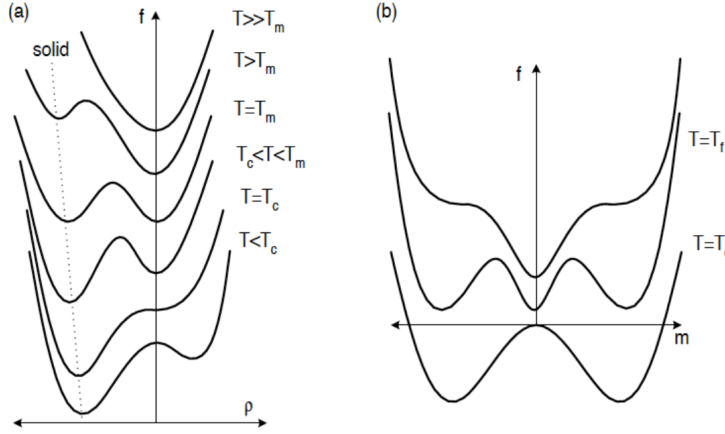 (a)
f
T>>Tm
solid
T>Tm
T=Tm
Tc<T<Tm
T=Tc
T<Tc
ρ
(b)
f
T=Tf
T=T
m